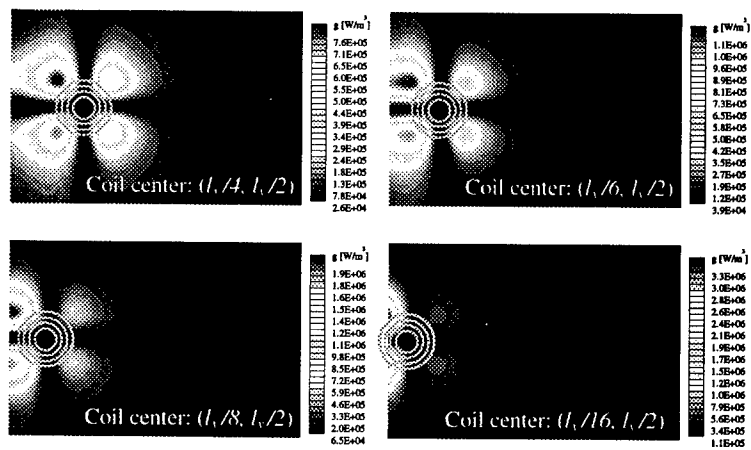 g [W/m³]
7.6E+05
7.1E+05
6.5E+05
6.0E+05
5.5E+05
5.0E+05
4.4E+05
3.9E+05
3.4E+05
2.9E+05
2.4E+05
1.8E+05
1.3E+05
7.8E+04
2.6E+04
Coil center: (lₓ/4, lᵧ/2)
g [W/m³]
1.1E+06
1.0E+06
9.6E+05
8.9E+05
8.1E+05
7.3E+05
6.5E+05
5.8E+05
5.0E+05
4.2E+05
3.5E+05
2.7E+05
1.9E+05
1.2E+05
3.9E+04
Coil center: (lₓ/6, lᵧ/2)
g [W/m³]
1.9E+06
1.8E+06
1.6E+06
1.5E+06
1.4E+06
1.2E+06
1.1E+06
9.8E+05
8.5E+05
7.2E+05
5.9E+05
4.6E+05
3.3E+05
2.0E+05
6.5E+04
Coil center: (lₓ/8, lᵧ/2)
g [W/m³]
3.3E+06
3.0E+06
2.8E+06
2.6E+06
2.4E+06
2.1E+06
1.9E+06
1.7E+06
1.5E+06
1.2E+06
1.0E+06
7.9E+05
5.6E+05
3.4E+05
1.1E+05
Coil center: (lₓ/16, lᵧ/2)